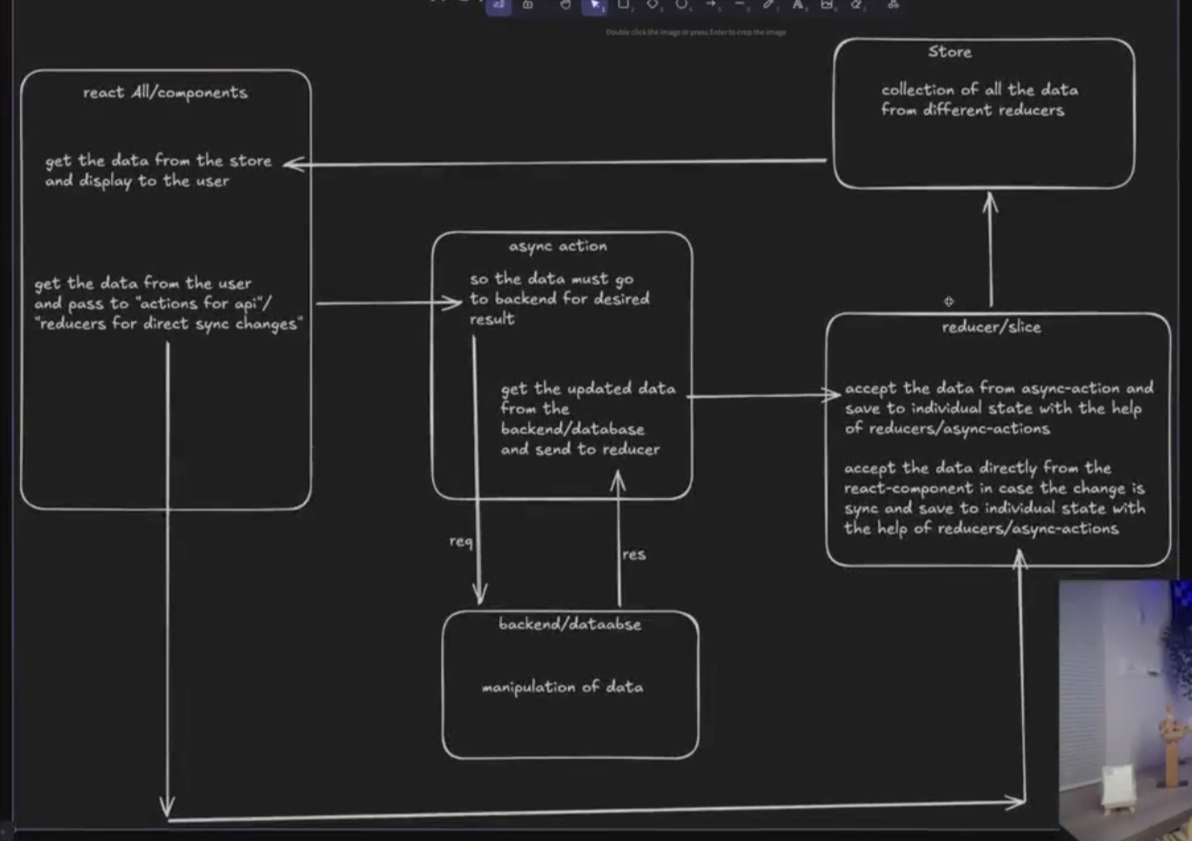 Double click the image or press Enter to crop the image
Store
collection of all the data
from different reducers
react All/components
get the data from the store
and display to the user
get the data from the user
and pass to "actions for api"/
"reducers for direct sync changes"
async action
so the data must go
to backend for desired
result
get the updated data
from the
backend/database
and send to reducer
reducer/slice
accept the data from async-action and
save to individual state with the help
of reducers/async-actions
accept the data directly from the
react-component in case the change is
sync and save to individual state with
the help of reducers/async-actions
req
res
backend/dataabse
manipulation of data